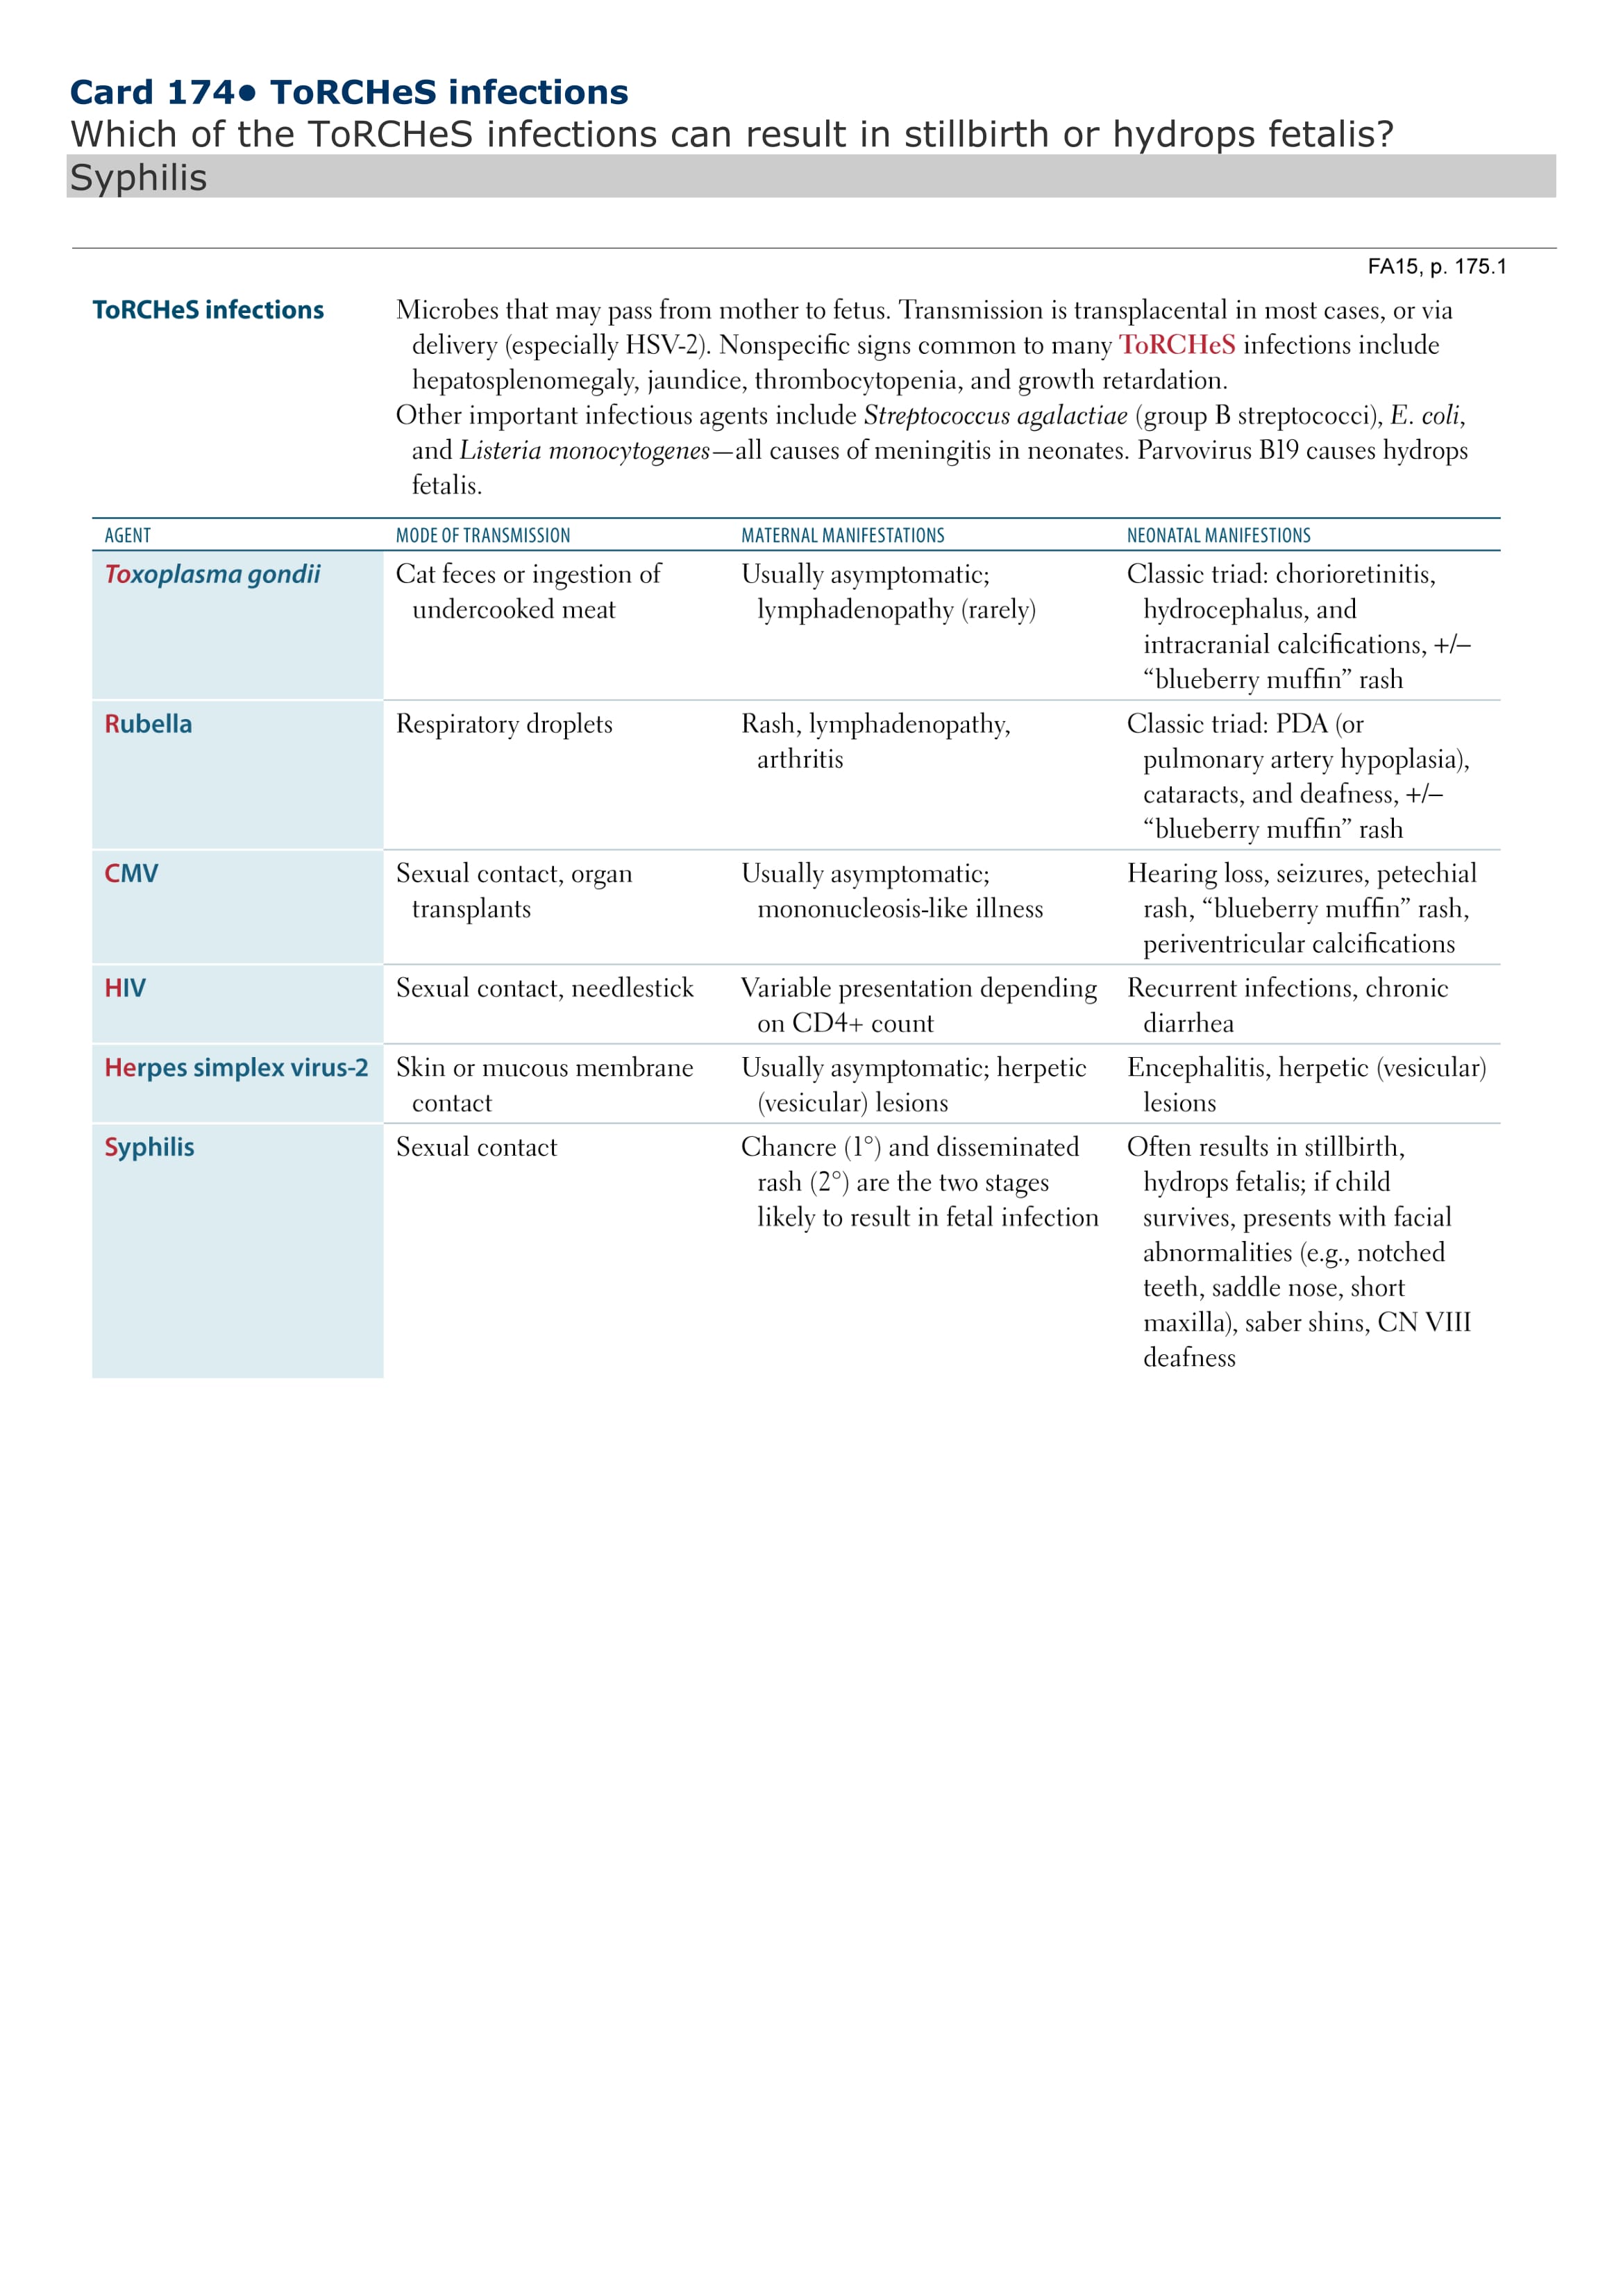 Card 174• ToRCHeS infections
Which of the ToRCHeS infections can result in stillbirth or hydrops fetalis?
Syphilis
FA15, p. 175.1
ToRCHeS infections
Microbes that may pass from mother to fetus. Transmission is transplacental in most cases, or via
delivery (especially HSV-2). Nonspecific signs common to many ToRCHeS infections include
hepatosplenomegaly, jaundice, thrombocytopenia, and growth retardation.
Other important infectious agents include Streptococcus agalactiae (group B streptococci), E. coli,
and Listeria monocytogenes—all causes of meningitis in neonates. Parvovirus B19 causes hydrops
fetalis.
AGENT
MODE OF TRANSMISSION
MATERNAL MANIFESTATIONS
NEONATAL MANIFESTIONS
Toxoplasma gondii
Cat feces or ingestion of
undercooked meat
Usually asymptomatic;
lymphadenopathy (rarely)
Classic triad: chorioretinitis,
hydrocephalus, and
intracranial calcifications, +/–
“blueberry muffin” rash
Rubella
Respiratory droplets
Rash, lymphadenopathy,
arthritis
Classic triad: PDA (or
pulmonary artery hypoplasia),
cataracts, and deafness, +/–
“blueberry muffin” rash
CMV
Sexual contact, organ
transplants
Usually asymptomatic;
mononucleosis-like illness
Hearing loss, seizures, petechial
rash, “blueberry muffin” rash,
periventricular calcifications
HIV
Sexual contact, needlestick
Variable presentation depending
on CD4+ count
Recurrent infections, chronic
diarrhea
Herpes simplex virus-2
Skin or mucous membrane
contact
Usually asymptomatic; herpetic
(vesicular) lesions
Encephalitis, herpetic (vesicular)
lesions
Syphilis
Sexual contact
Chancre (1°) and disseminated
rash (2°) are the two stages
likely to result in fetal infection
Often results in stillbirth,
hydrops fetalis; if child
survives, presents with facial
abnormalities (e.g., notched
teeth, saddle nose, short
maxilla), saber shins, CN VIII
deafness